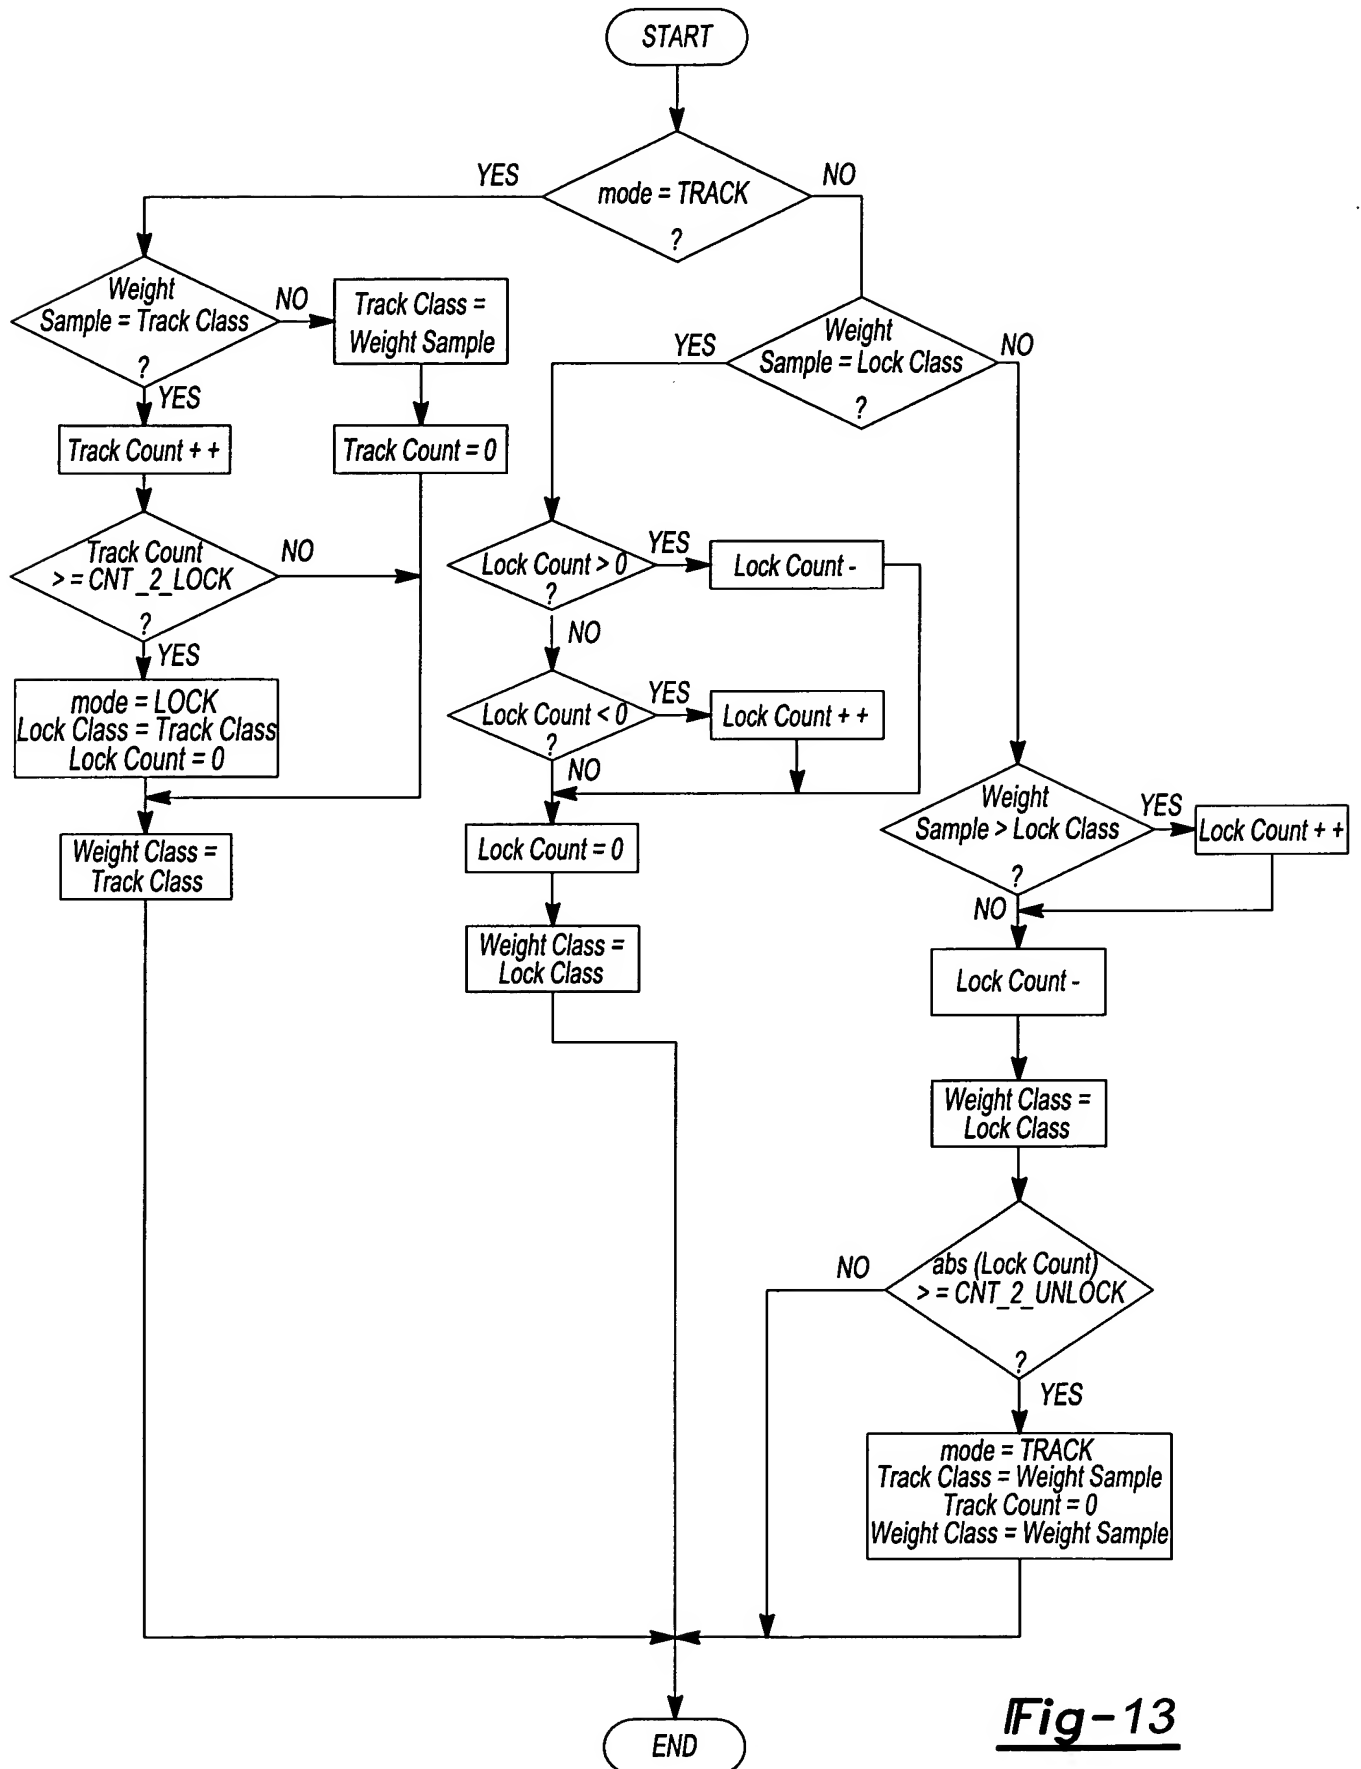 START
mode = TRACK
?
YES
NO
Weight
Sample = Track Class
?
NO
YES
Track Class =
Weight Sample
Track Count + +
Track Count = 0
Track Count
> = CNT_2_LOCK
?
NO
YES
mode = LOCK
Lock Class = Track Class
Lock Count = 0
Weight Class =
Track Class
Weight
Sample = Lock Class
?
YES
NO
Lock Count > 0
?
YES
NO
Lock Count -
Lock Count < 0
?
YES
NO
Lock Count + +
Lock Count = 0
Weight Class =
Lock Class
Weight
Sample > Lock Class
?
YES
NO
Lock Count + +
Lock Count -
Weight Class =
Lock Class
abs (Lock Count)
> = CNT_2_UNLOCK
?
NO
YES
mode = TRACK
Track Class = Weight Sample
Track Count = 0
Weight Class = Weight Sample
END
Fig-13